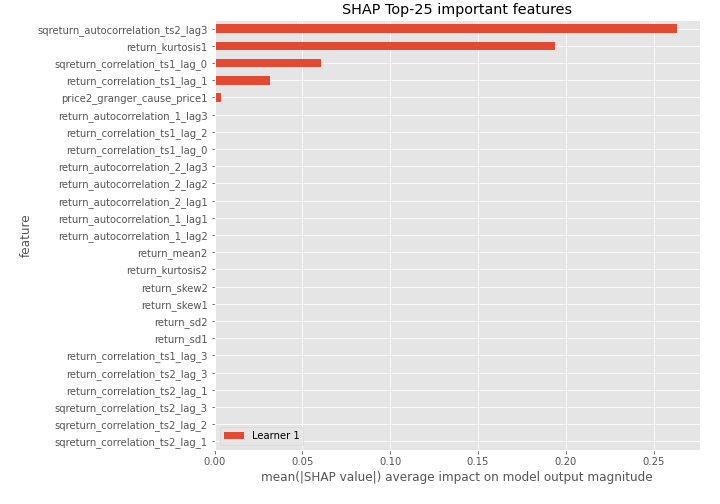 SHAP Top-25 important features
sqreturn_autocorrelation_ts2_lag3
return_kurtosis1
sqreturn_correlation_ts1_lag_0
return_correlation_ts1_lag_1
price2_granger_cause_price1
return_autocorrelation_1_lag3
return_correlation_ts1_lag_2
return_correlation_ts1_lag_0
return_autocorrelation_2_lag3
return_autocorrelation_2_lag2
return_autocorrelation_2_lag1
return_autocorrelation_1_lag1
return_autocorrelation_1_lag2
return_mean2
return_kurtosis2
return_skew2
return_skew1
return_sd2
return_sd1
return_correlation_ts1_lag_3
return_correlation_ts2_lag_3
return_correlation_ts2_lag_1
sqreturn_correlation_ts2_lag_3
sqreturn_correlation_ts2_lag_2
sqreturn_correlation_ts2_lag_1
feature
Learner 1
0.00 0.05 0.10 0.15 0.20 0.25
mean(|SHAP value|) average impact on model output magnitude